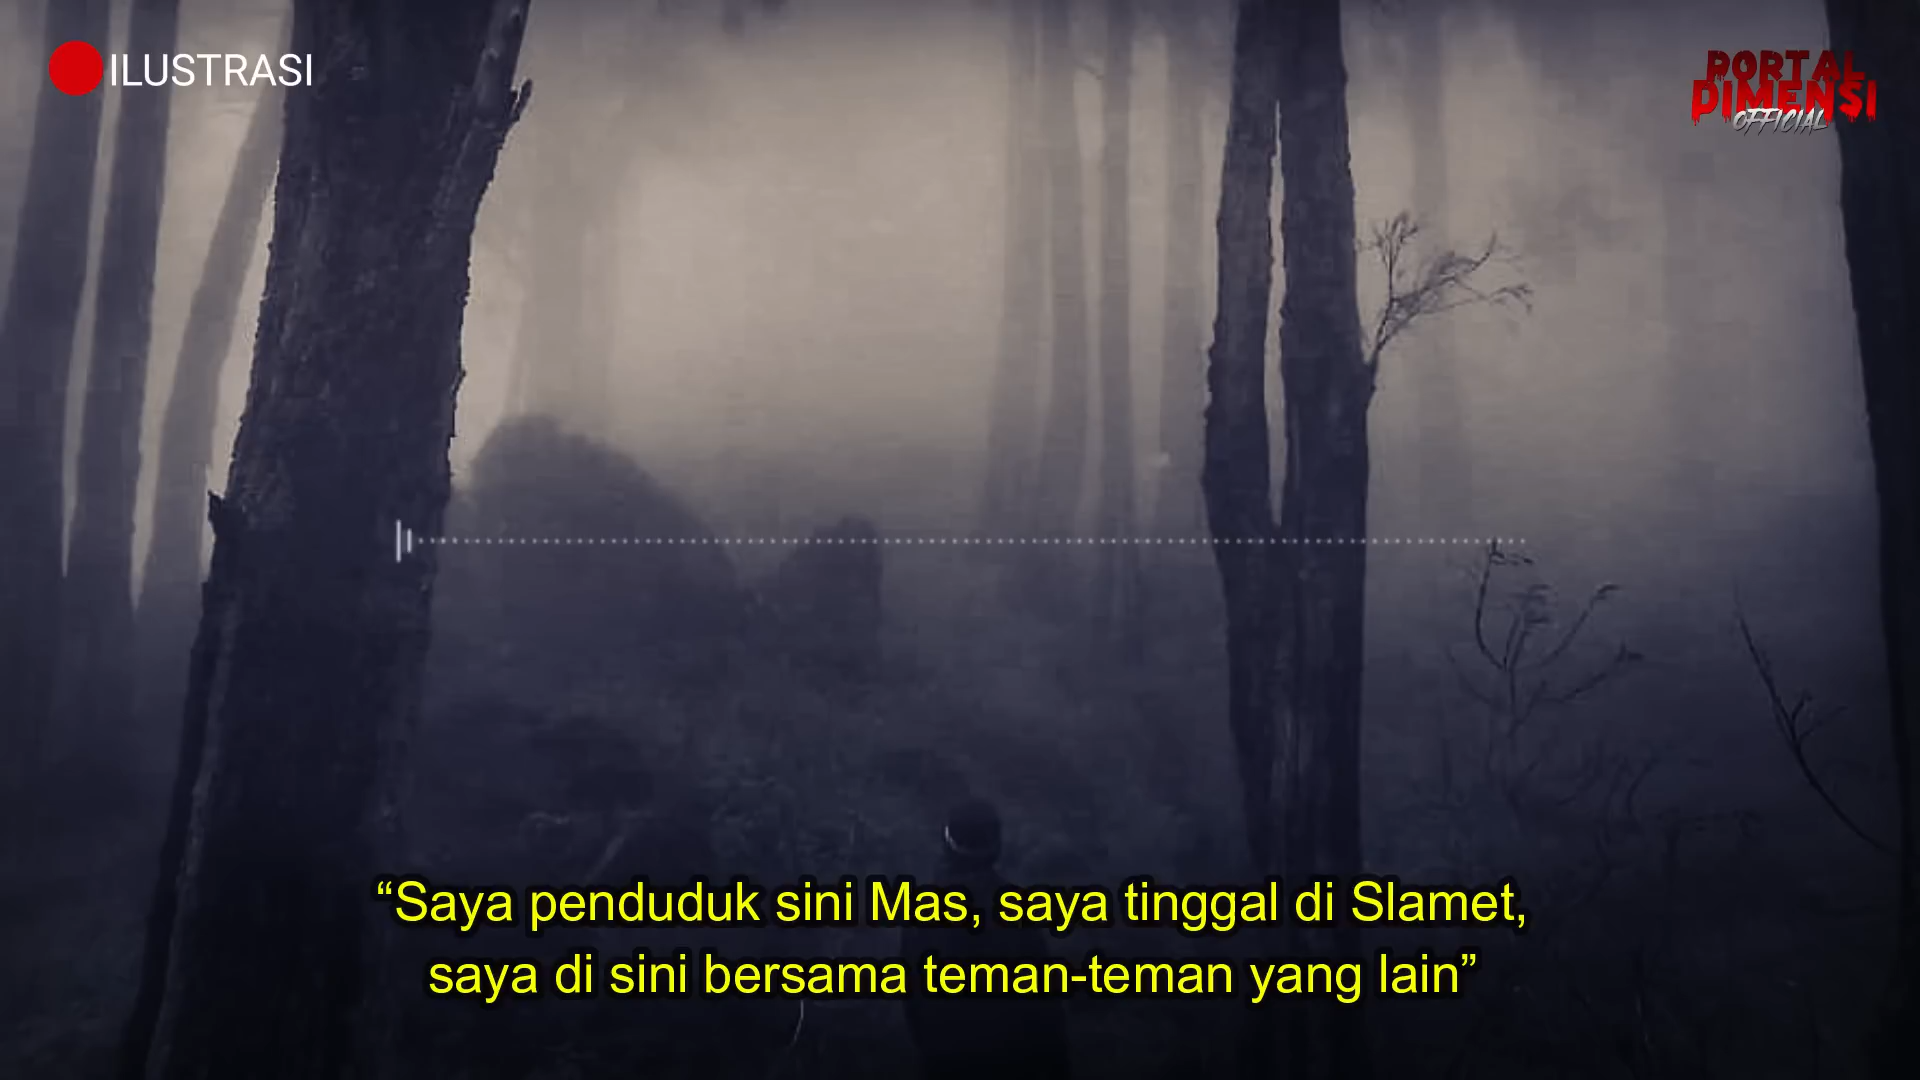 ILUSTRASI
PORTAL
DIMENSI
OFFICIAL
“Saya penduduk sini Mas, saya tinggal di Slamet,
saya di sini bersama teman-teman yang lain”